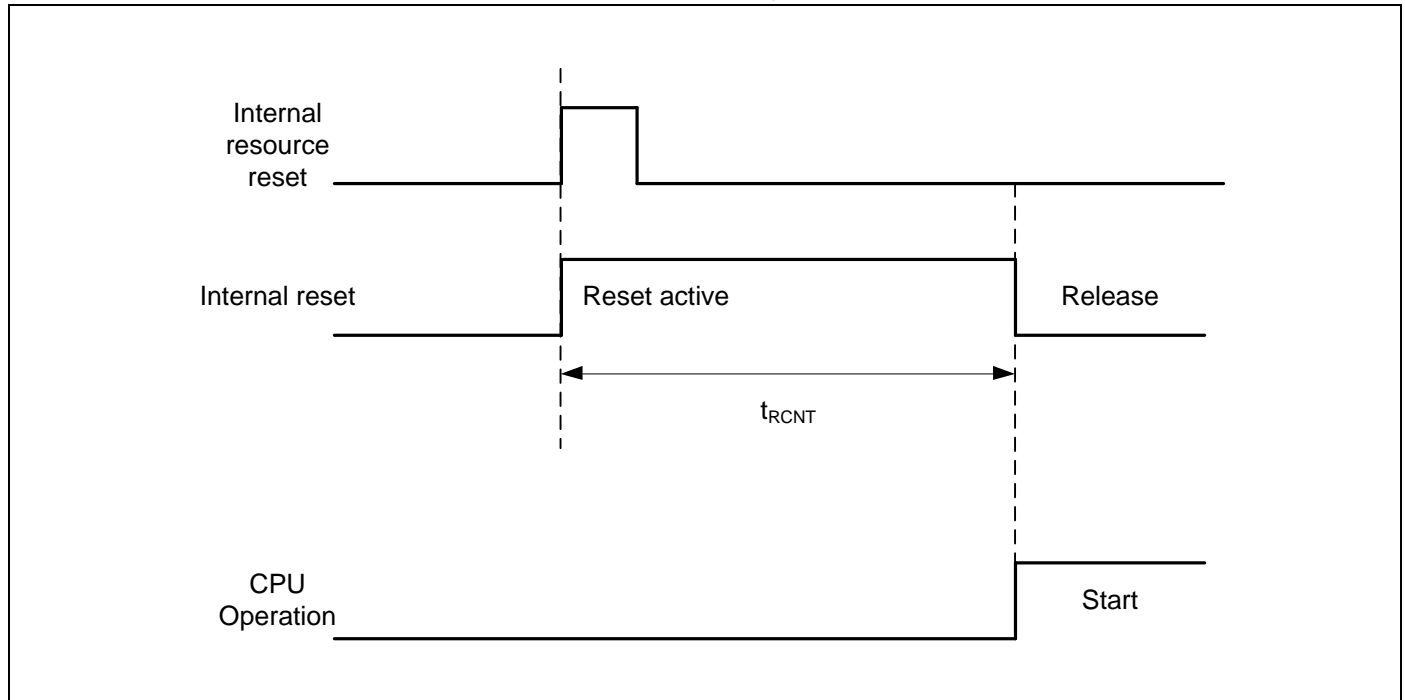 Internal
resource
reset
Internal reset
Reset active
Release
tRCNT
CPU
Operation
Start